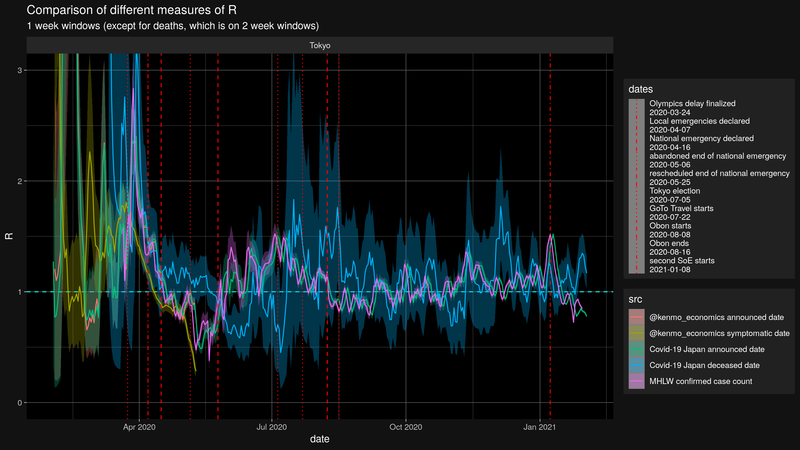 Comparison of different measures of R
1 week windows (except for deaths, which is on 2 week windows)
Tokyo
3
2
1
0
R
Apr 2020
Jul 2020
Oct 2020
Jan 2021
date
dates
Olympics delay finalized
2020-03-24
Local emergencies declared
2020-04-07
National emergency declared
2020-04-16
abandoned end of national emergency
2020-05-06
rescheduled end of national emergency
2020-05-25
Tokyo election
2020-07-05
GoTo Travel starts
2020-07-22
Obon starts
2020-08-08
Obon ends
2020-08-16
second SoE starts
2021-01-08
src
@kenmo_economics announced date
@kenmo_economics symptomatic date
Covid-19 Japan announced date
Covid-19 Japan deceased date
MHLW confirmed case count